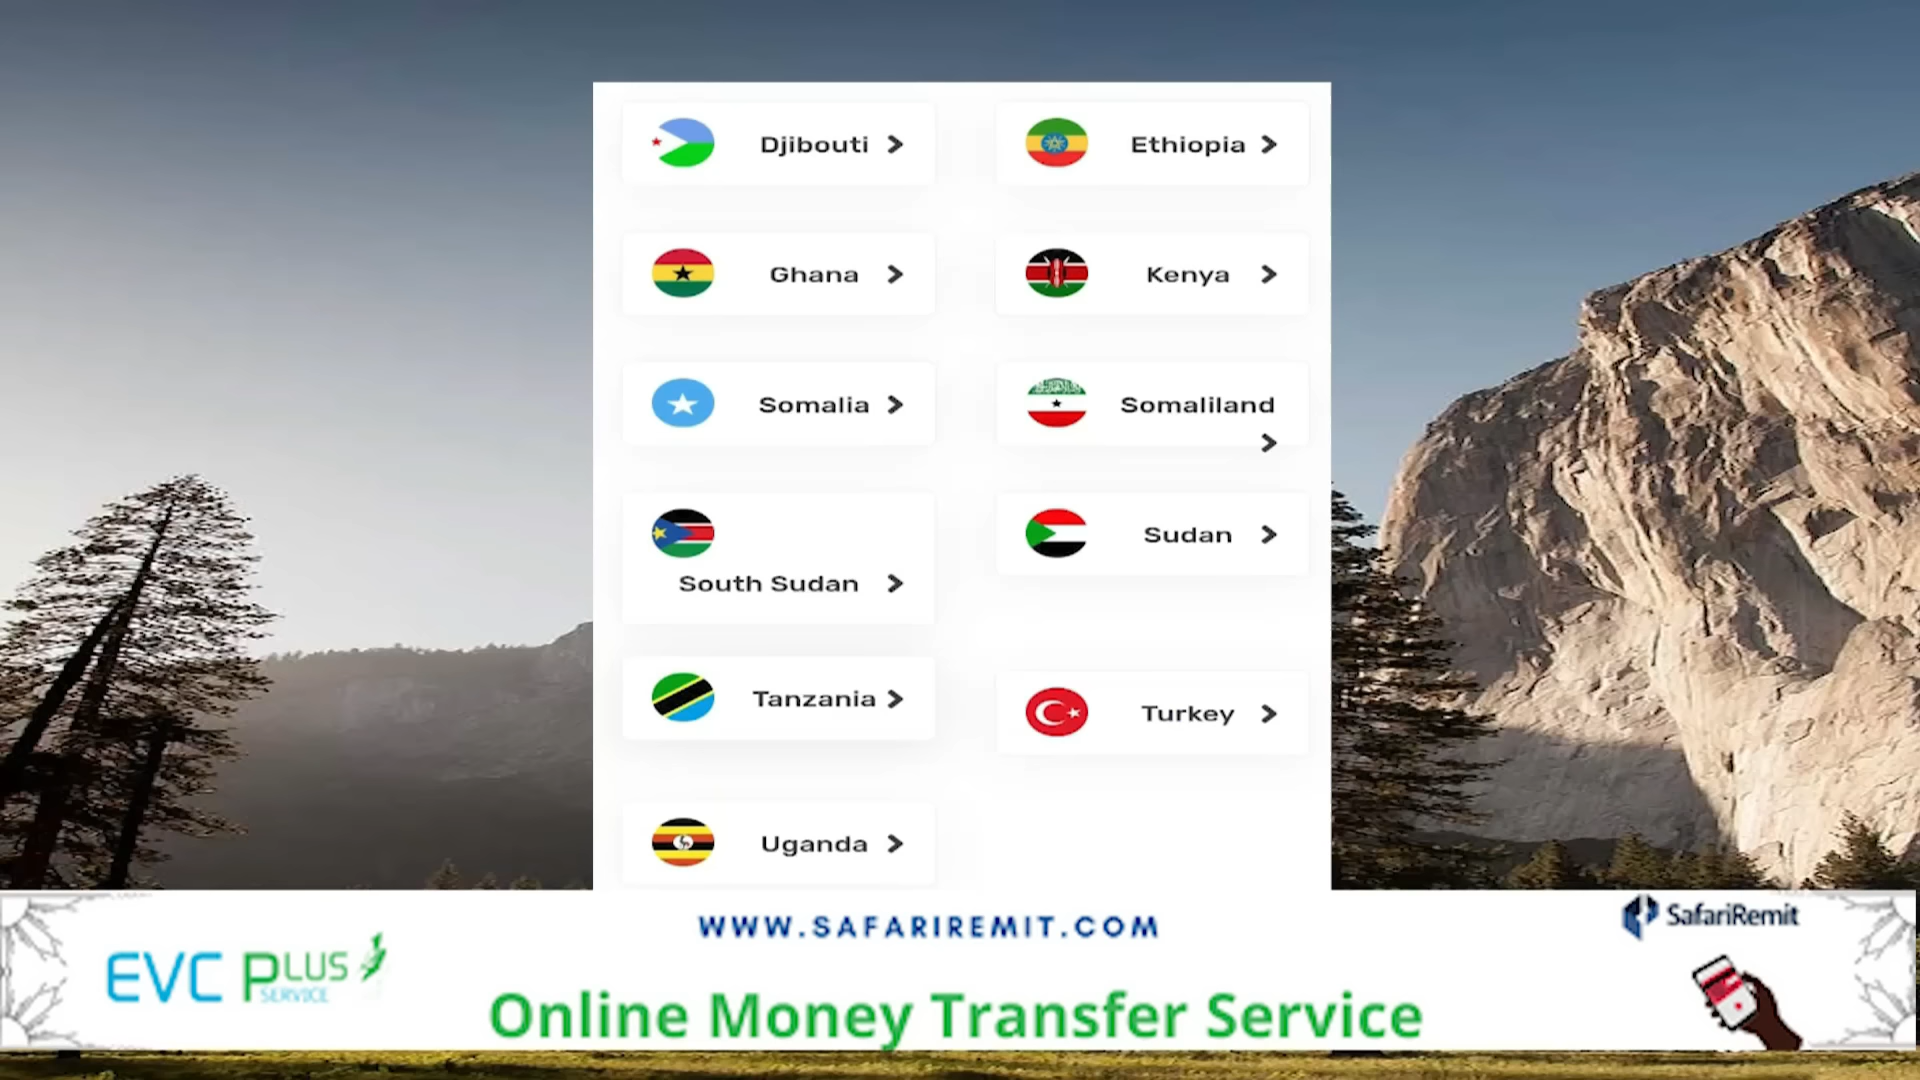 Djibouti
Ethiopia
Ghana
Kenya
Somalia
Somaliland
South Sudan
Sudan
Tanzania
Turkey
Uganda
WWW.SAFARIREMIT.COM
SafariRemit
EVC PLUS
SERVICE
Online Money Transfer Service